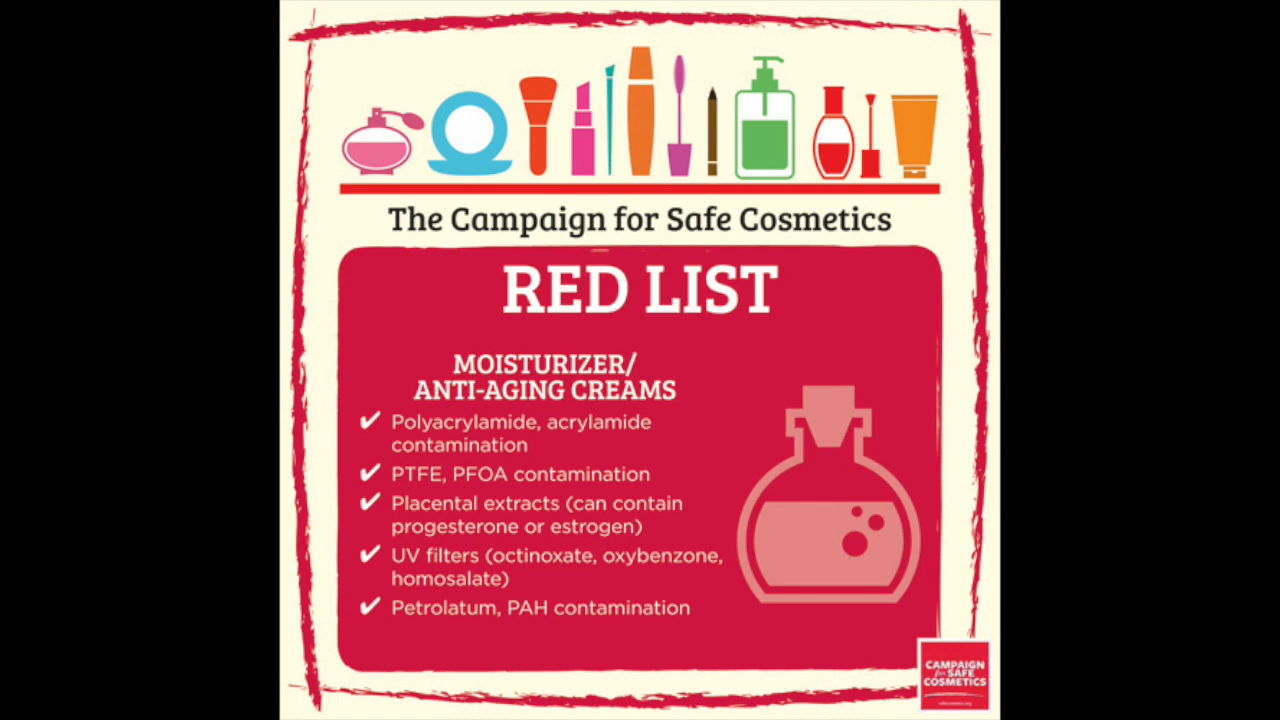 The Campaign for Safe Cosmetics
RED LIST
MOISTURIZER/
ANTI-AGING CREAMS
✔ Polyacrylamide, acrylamide
contamination
✔ PTFE, PFOA contamination
✔ Placental extracts (can contain
progesterone or estrogen)
✔ UV filters (octinoxate, oxybenzone,
homosalate)
✔ Petrolatum, PAH contamination
CAMPAIGN
for SAFE
COSMETICS